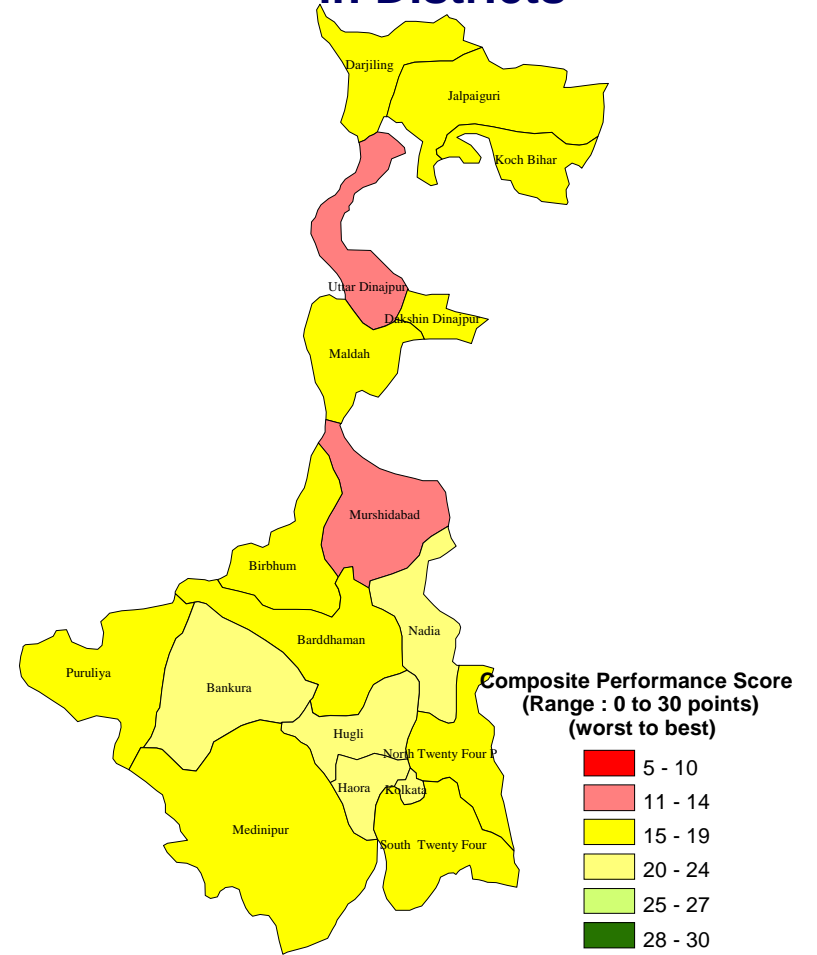 in Districts
Darjiling
Jalpaiguri
Koch Bihar
Uttar Dinajpur
Dakshin Dinajpur
Maldah
Murshidabad
Birbhum
Nadia
Barddhaman
Puruliya
Bankura
Hugli
North Twenty Four P
Haora
Kolkata
Medinipur
South Twenty Four
Composite Performance Score
(Range : 0 to 30 points)
(worst to best)
5 - 10
11 - 14
15 - 19
20 - 24
25 - 27
28 - 30